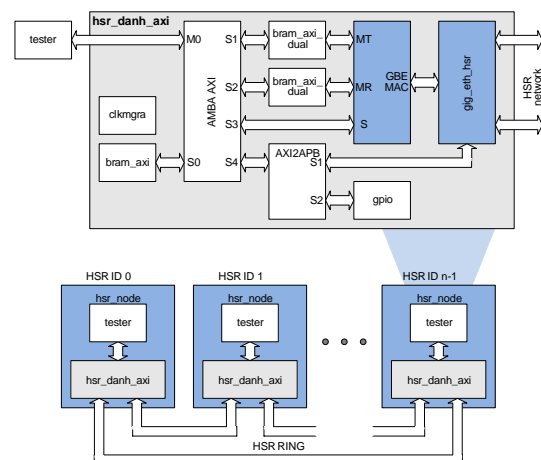 hsr_danh_axi
tester
M0
AMBA AXI
S1
bram_axi_
dual
MT
S2
bram_axi_
dual
MR
GBE
MAC
gig_eth_hsr
HSR
network
clkmgra
S3
S
bram_axi
S0
S4
AXI2APB
S1
S2
gpio
HSR ID 0
HSR ID 1
HSR ID n-1
hsr_node
hsr_node
hsr_node
tester
tester
tester
hsr_danh_axi
hsr_danh_axi
hsr_danh_axi
HSR RING